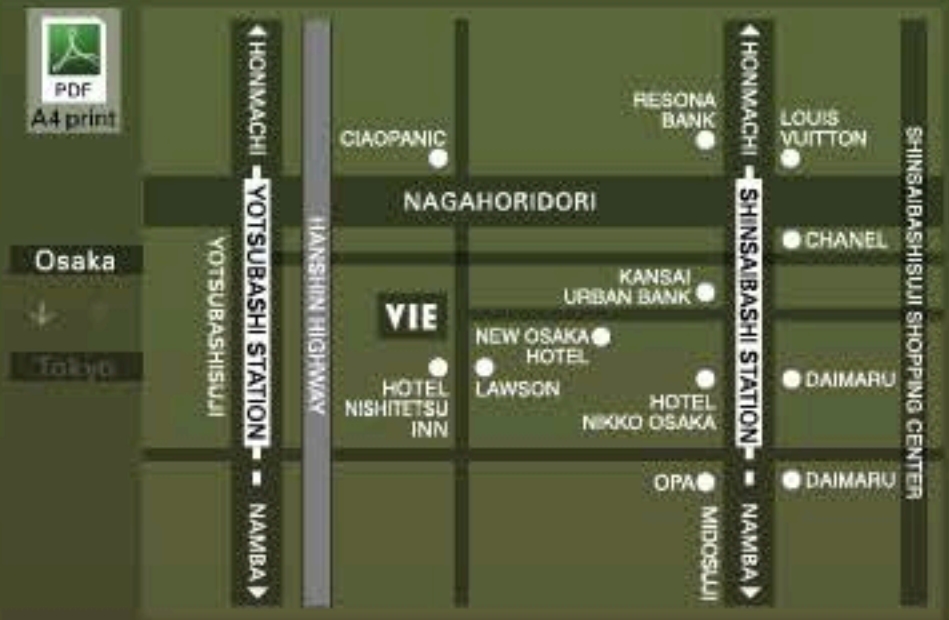 PDF
A4 print
Osaka
Tokyo
HONMACHI
YOTSUBASHI STATION
NAMBA
YOTSUBASHISUJI
HANSHIN HIGHWAY
CIAOPANIC
NAGAHORIDORI
VIE
HOTEL
NISHITETSU
INN
NEW OSAKA
HOTEL
LAWSON
RESONA
BANK
KANSAI
URBAN BANK
HOTEL
NIKKO OSAKA
OPA
MIDOSUJI
HONMACHI
SHINSAIBASHI STATION
NAMBA
LOUIS
VUITTON
CHANEL
DAIMARU
DAIMARU
SHINSAIBASHISUJI SHOPPING CENTER